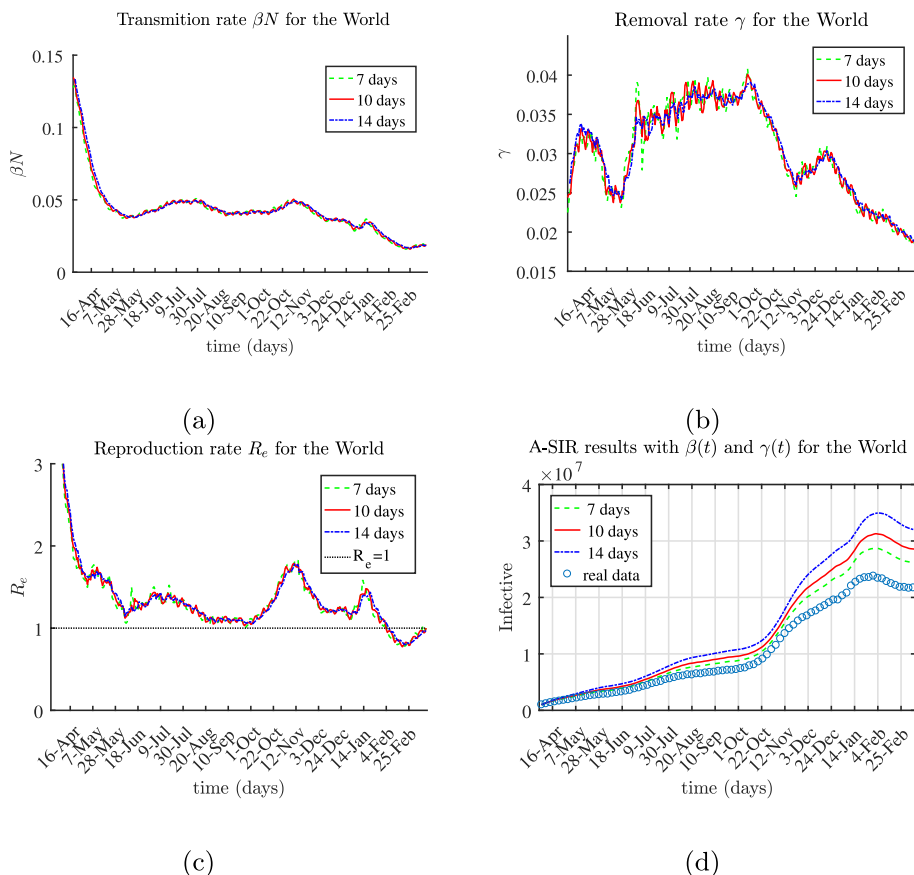 Transmition rate βN for the World
0.15
0.1
0.05
0
βN
7 days
10 days
14 days
16-Apr
7-May
28-May
18-Jun
9-Jul
30-Jul
20-Aug
10-Sep
1-Oct
22-Oct
12-Nov
3-Dec
24-Dec
14-Jan
4-Feb
25-Feb
time (days)
(a)
Removal rate γ for the World
0.04
0.035
0.03
0.025
0.02
0.015
γ
7 days
10 days
14 days
16-Apr
7-May
28-May
18-Jun
9-Jul
30-Jul
20-Aug
10-Sep
1-Oct
22-Oct
12-Nov
3-Dec
24-Dec
14-Jan
4-Feb
25-Feb
time (days)
(b)
Reproduction rate Re for the World
3
2
1
0
Re
7 days
10 days
14 days
R_e=1
16-Apr
7-May
28-May
18-Jun
9-Jul
30-Jul
20-Aug
10-Sep
1-Oct
22-Oct
12-Nov
3-Dec
24-Dec
14-Jan
4-Feb
25-Feb
time (days)
(c)
A-SIR results with β(t) and γ(t) for the World
×10^7
4
3
2
1
0
Infective
7 days
10 days
14 days
real data
16-Apr
7-May
28-May
18-Jun
9-Jul
30-Jul
20-Aug
10-Sep
1-Oct
22-Oct
12-Nov
3-Dec
24-Dec
14-Jan
4-Feb
25-Feb
time (days)
(d)